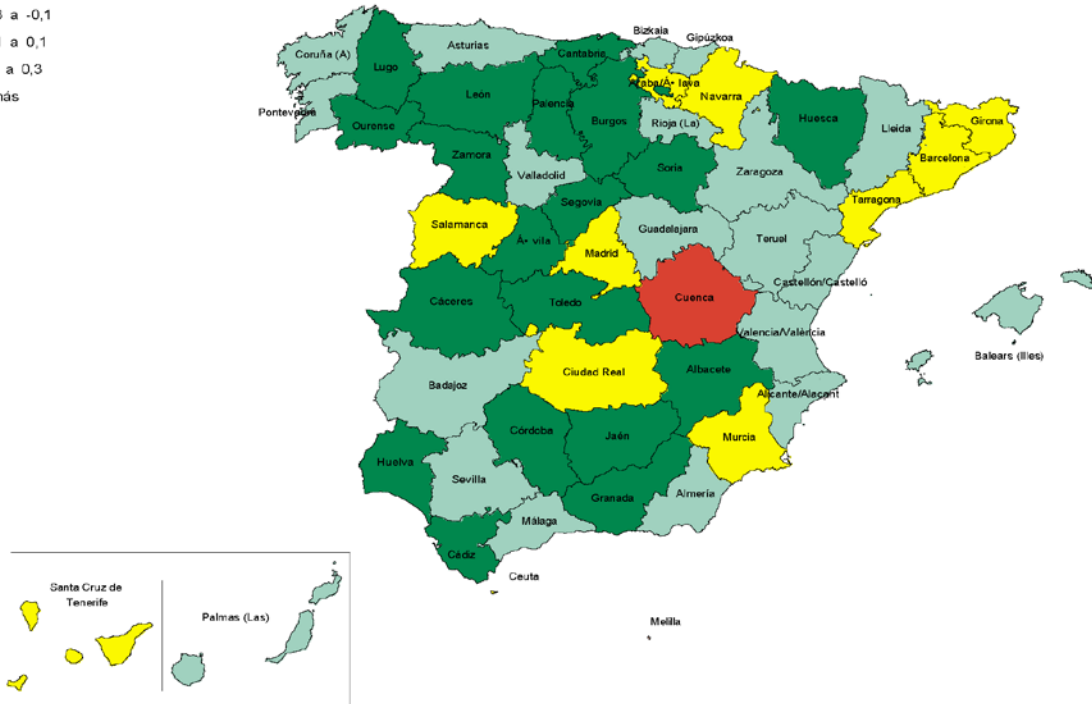 a -0,1
a 0,1
a 0,3
más
Bizkaia
Gipúzkoa
Coruña (A)
Asturias
Cantabria
Lugo
Araba/Á• lava
León
Navarra
Palencia
Pontevedra
Ourense
Burgos
Rioja (La)
Huesca
Lleida
Girona
Zamora
Barcelona
Valladolid
Soria
Zaragoza
Tarragona
Segovia
Salamanca
Guadalajara
Á• vila
Madrid
Teruel
Castellón/Castelló
Cáceres
Toledo
Cuenca
Valencia/València
Balears (Illes)
Ciudad Real
Albacete
Badajoz
Alicante/Alacant
Córdoba
Jaén
Murcia
Huelva
Sevilla
Granada
Almería
Málaga
Cádiz
Ceuta
Melilla
Santa Cruz de
Tenerife
Palmas (Las)